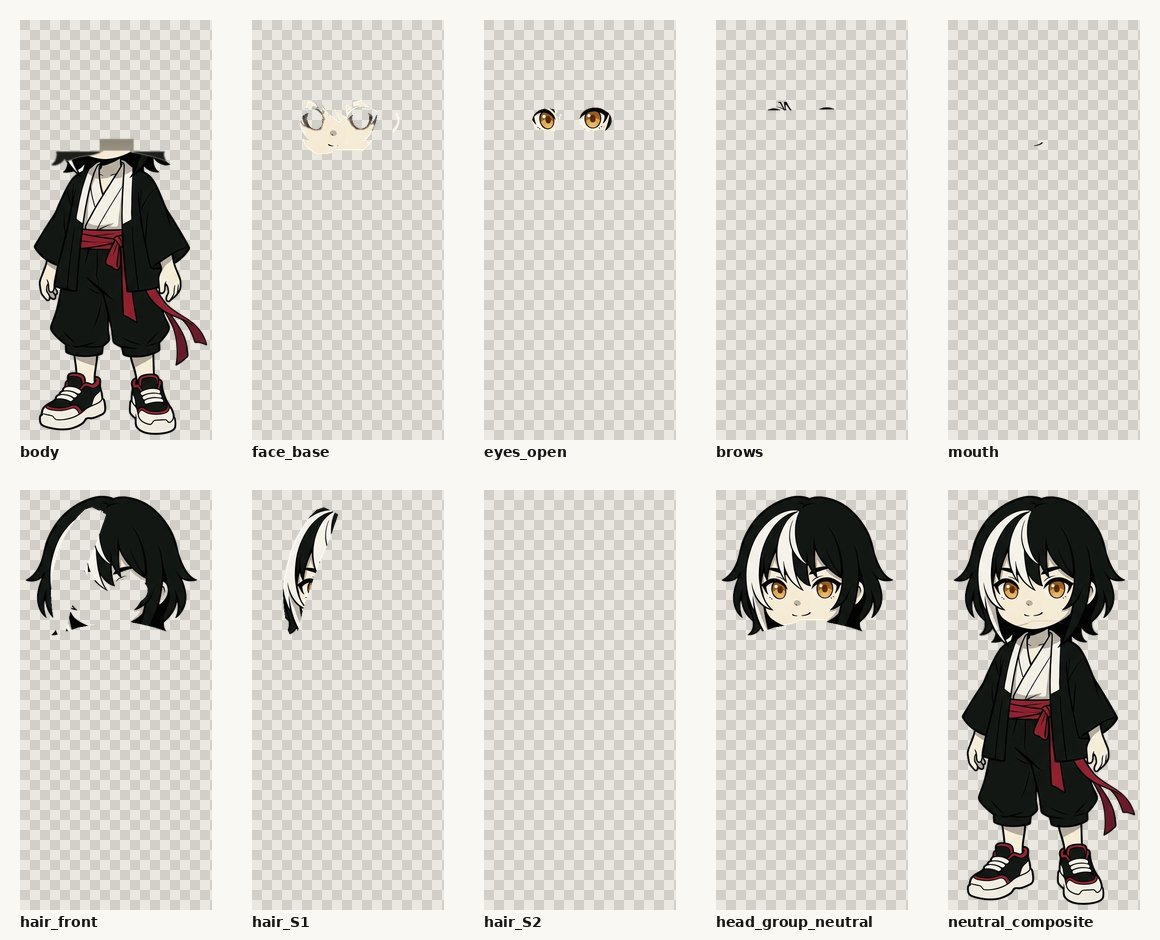 body
face_base
eyes_open
brows
mouth
hair_front
hair_S1
hair_S2
head_group_neutral
neutral_composite